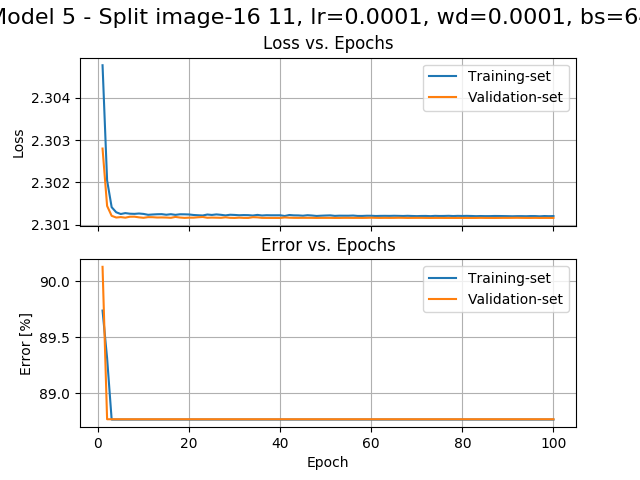 Model 5 - Split image-16 11, lr=0.0001, wd=0.0001, bs=6
Loss vs. Epochs
2.304
2.303
2.302
2.301
Loss
Training-set
Validation-set
Error vs. Epochs
90.0
89.5
89.0
Error [%]
Training-set
Validation-set
0 20 40 60 80 100
Epoch